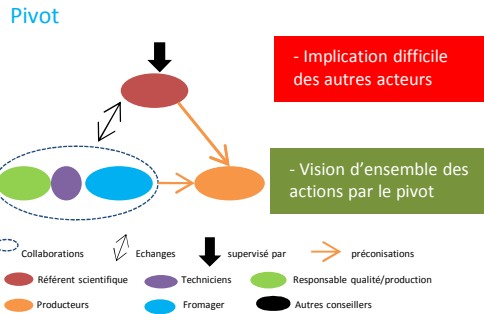 Pivot
- Implication difficile
des autres acteurs
- Vision d'ensemble des
actions par le pivot
Collaborations
Echanges
supervisé par
préconisations
Référent scientifique
Techniciens
Responsable qualité/production
Producteurs
Fromager
Autres conseillers